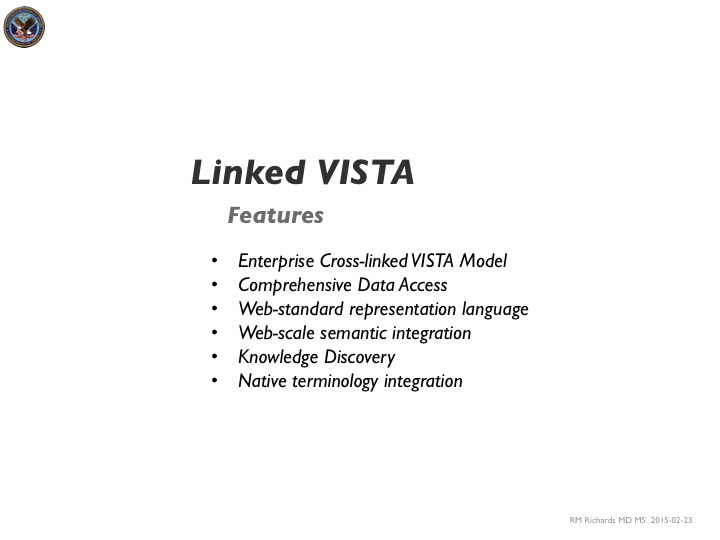 Linked VISTA
Features
• Enterprise Cross-linked VISTA Model
• Comprehensive Data Access
• Web-standard representation language
• Web-scale semantic integration
• Knowledge Discovery
• Native terminology integration
RM Richards MD MS 2015-02-23